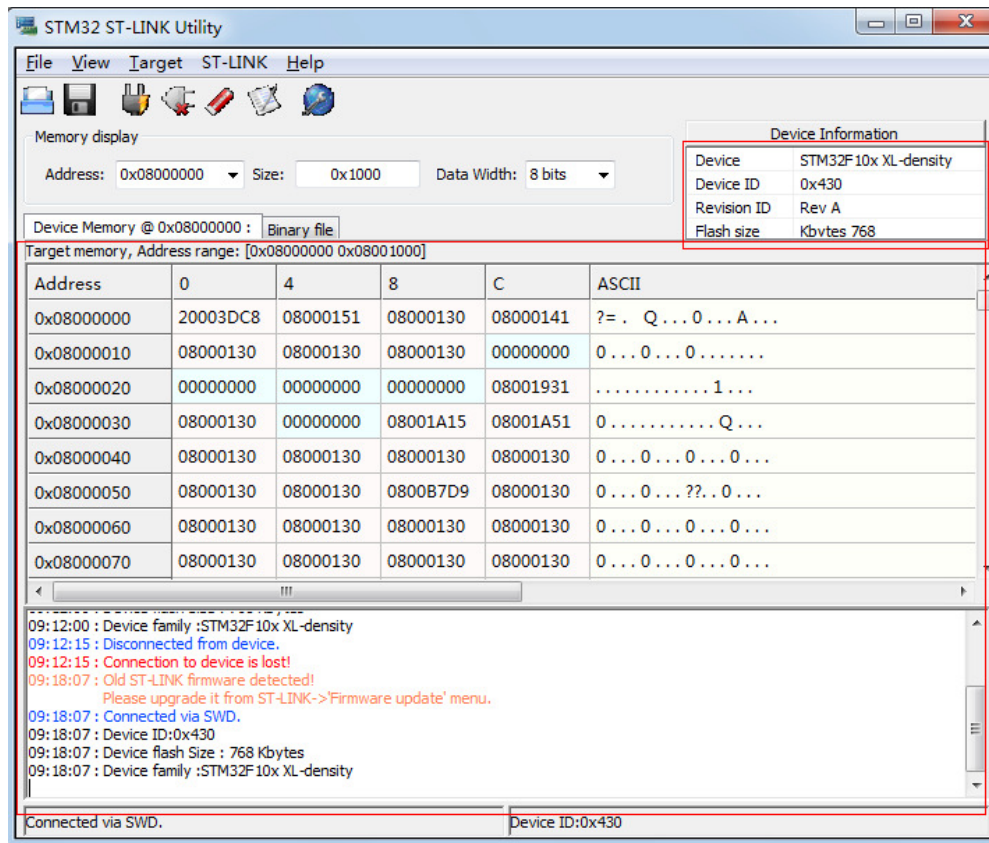 STM32 ST-LINK Utility
File View Target ST-LINK Help
Memory display
Address: 0x08000000 Size: 0x1000 Data Width: 8 bits
Device Information
Device STM32F10x XL-density
Device ID 0x430
Revision ID Rev A
Flash size Kbytes 768
Device Memory @ 0x08000000 : Binary file
Target memory, Address range: [0x08000000 0x08001000]
Address 0 4 8 C ASCII
0x08000000 20003DC8 08000151 08000130 08000141 ?= . Q...0...A...
0x08000010 08000130 08000130 08000130 00000000 0...0...0.......
0x08000020 00000000 00000000 00000000 08001931 ............1...
0x08000030 08000130 00000000 08001A15 08001A51 0...........Q...
0x08000040 08000130 08000130 08000130 08000130 0...0...0...0...
0x08000050 08000130 08000130 0800B7D9 08000130 0...0...??..0...
0x08000060 08000130 08000130 08000130 08000130 0...0...0...0...
0x08000070 08000130 08000130 08000130 08000130 0...0...0...0...
09:12:00 : Device family :STM32F10x XL-density
09:12:15 : Disconnected from device.
09:12:15 : Connection to device is lost!
09:18:07 : Old ST-LINK firmware detected!
Please upgrade it from ST-LINK->'Firmware update' menu.
09:18:07 : Connected via SWD.
09:18:07 : Device ID:0x430
09:18:07 : Device flash Size : 768 Kbytes
09:18:07 : Device family :STM32F10x XL-density
Connected via SWD. Device ID:0x430